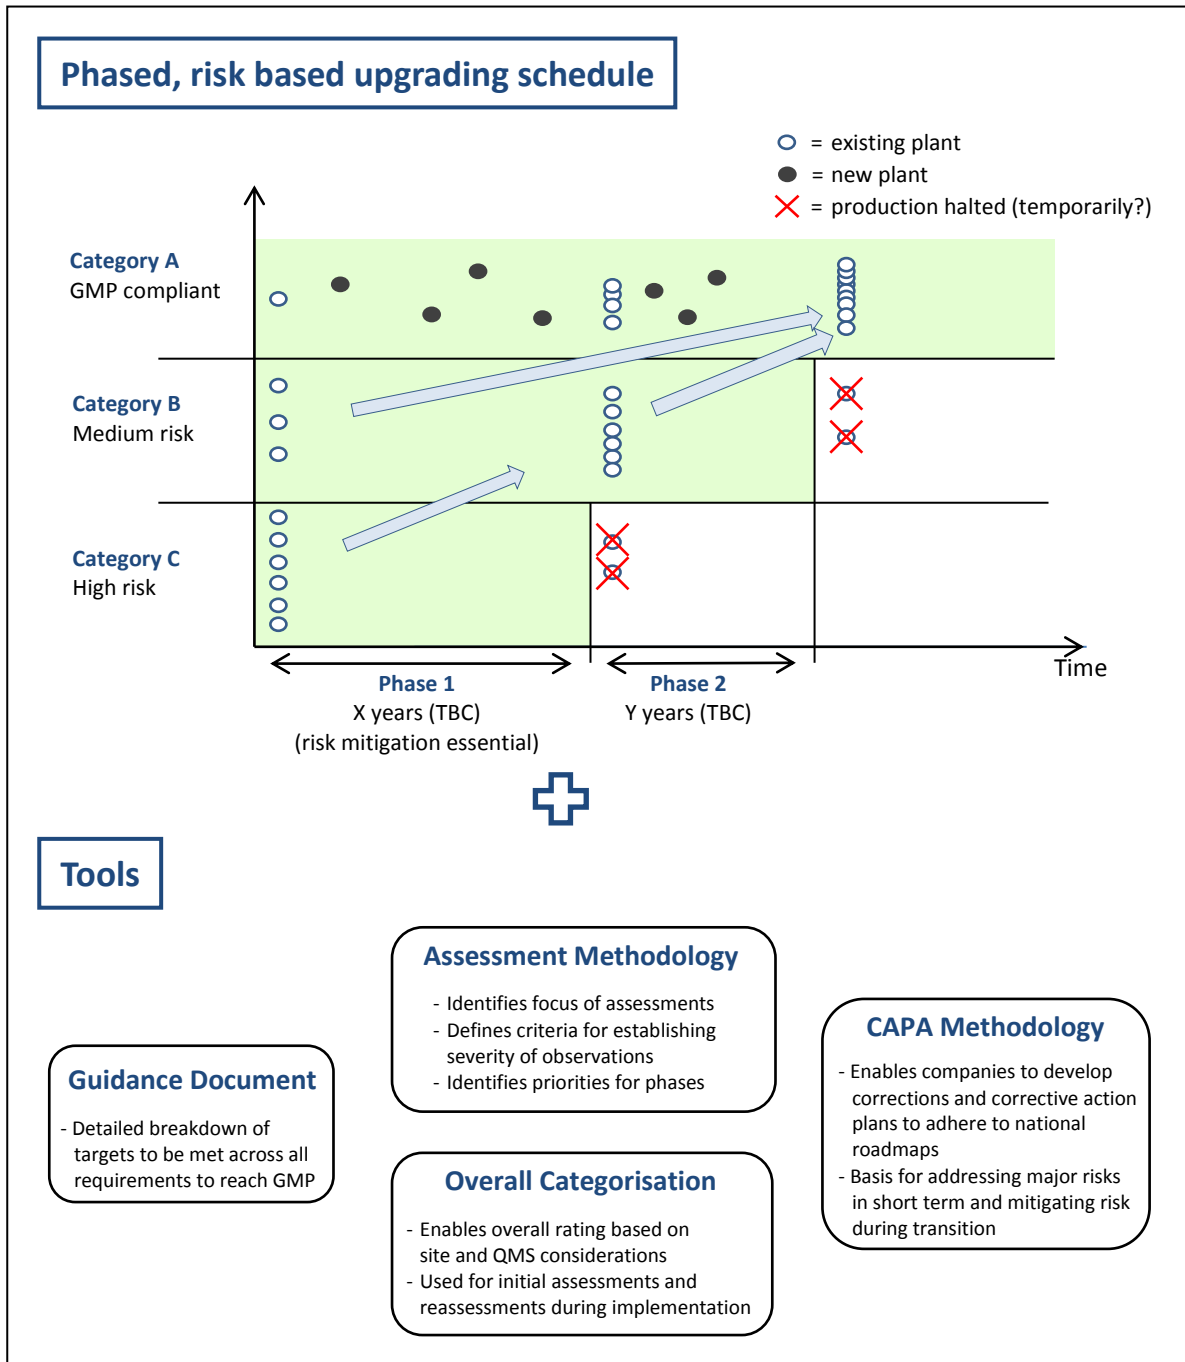 Phased, risk based upgrading schedule
= existing plant
= new plant
= production halted (temporarily?)
Category A
GMP compliant
Category B
Medium risk
Category C
High risk
Time
Phase 1
X years (TBC)
(risk mitigation essential)
Phase 2
Y years (TBC)
Tools
Guidance Document
- Detailed breakdown of
targets to be met across all
requirements to reach GMP
Assessment Methodology
- Identifies focus of assessments
- Defines criteria for establishing
severity of observations
- Identifies priorities for phases
Overall Categorisation
- Enables overall rating based on
site and QMS considerations
- Used for initial assessments and
reassessments during implementation
CAPA Methodology
- Enables companies to develop
corrections and corrective action
plans to adhere to national
roadmaps
- Basis for addressing major risks
in short term and mitigating risk
during transition